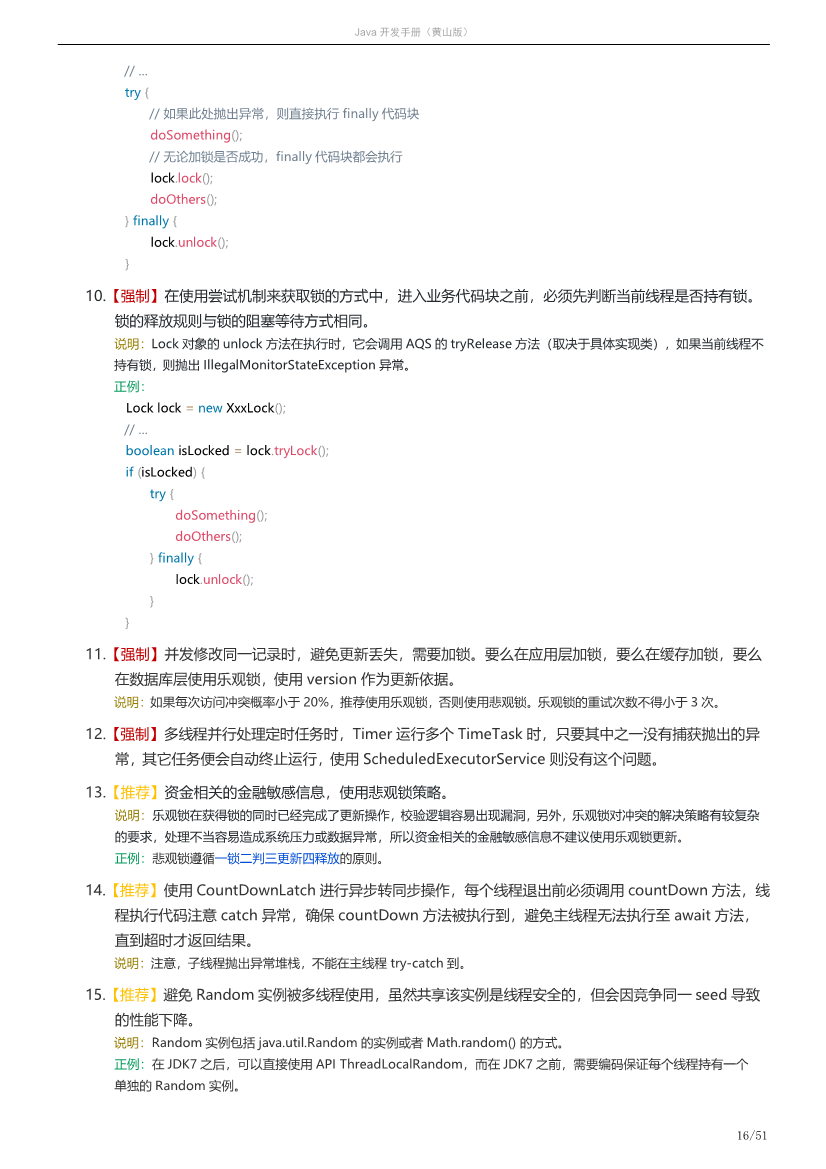 Java 开发手册（黄山版）
// ...
try {
// 如果此处抛出异常，则直接执行 finally 代码块
doSomething();
// 无论加锁是否成功，finally 代码块都会执行
lock.lock();
doOthers();
} finally {
lock.unlock();
}
10.【强制】在使用尝试机制来获取锁的方式中，进入业务代码块之前，必须先判断当前线程是否持有锁。
锁的释放规则与锁的阻塞等待方式相同。
说明：Lock 对象的 unlock 方法在执行时，它会调用 AQS 的 tryRelease 方法（取决于具体实现类），如果当前线程不
持有锁，则抛出 IllegalMonitorStateException 异常。
正例：
Lock lock = new XxxLock();
// ...
boolean isLocked = lock.tryLock();
if (isLocked) {
try {
doSomething();
doOthers();
} finally {
lock.unlock();
}
}
11.【强制】并发修改同一记录时，避免更新丢失，需要加锁。要么在应用层加锁，要么在缓存加锁，要么
在数据库层使用乐观锁，使用 version 作为更新依据。
说明：如果每次访问冲突概率小于 20%，推荐使用乐观锁，否则使用悲观锁。乐观锁的重试次数不得小于 3 次。
12.【强制】多线程并行处理定时任务时，Timer 运行多个 TimeTask 时，只要其中之一没有捕获抛出的异
常，其它任务便会自动终止运行，使用 ScheduledExecutorService 则没有这个问题。
13.【推荐】资金相关的金融敏感信息，使用悲观锁策略。
说明：乐观锁在获得锁的同时已经完成了更新操作，校验逻辑容易出现漏洞，另外，乐观锁对冲突的解决策略有较复杂
的要求，处理不当容易造成系统压力或数据异常，所以资金相关的金融敏感信息不建议使用乐观锁更新。
正例：悲观锁遵循一锁二判三更新四释放的原则。
14.【推荐】使用 CountDownLatch 进行异步转同步操作，每个线程退出前必须调用 countDown 方法，线
程执行代码注意 catch 异常，确保 countDown 方法被执行到，避免主线程无法执行至 await 方法，
直到超时才返回结果。
说明：注意，子线程抛出异常堆栈，不能在主线程 try-catch 到。
15.【推荐】避免 Random 实例被多线程使用，虽然共享该实例是线程安全的，但会因竞争同一 seed 导致
的性能下降。
说明：Random 实例包括 java.util.Random 的实例或者 Math.random() 的方式。
正例：在 JDK7 之后，可以直接使用 API ThreadLocalRandom，而在 JDK7 之前，需要编码保证每个线程持有一个
单独的 Random 实例。
16/51